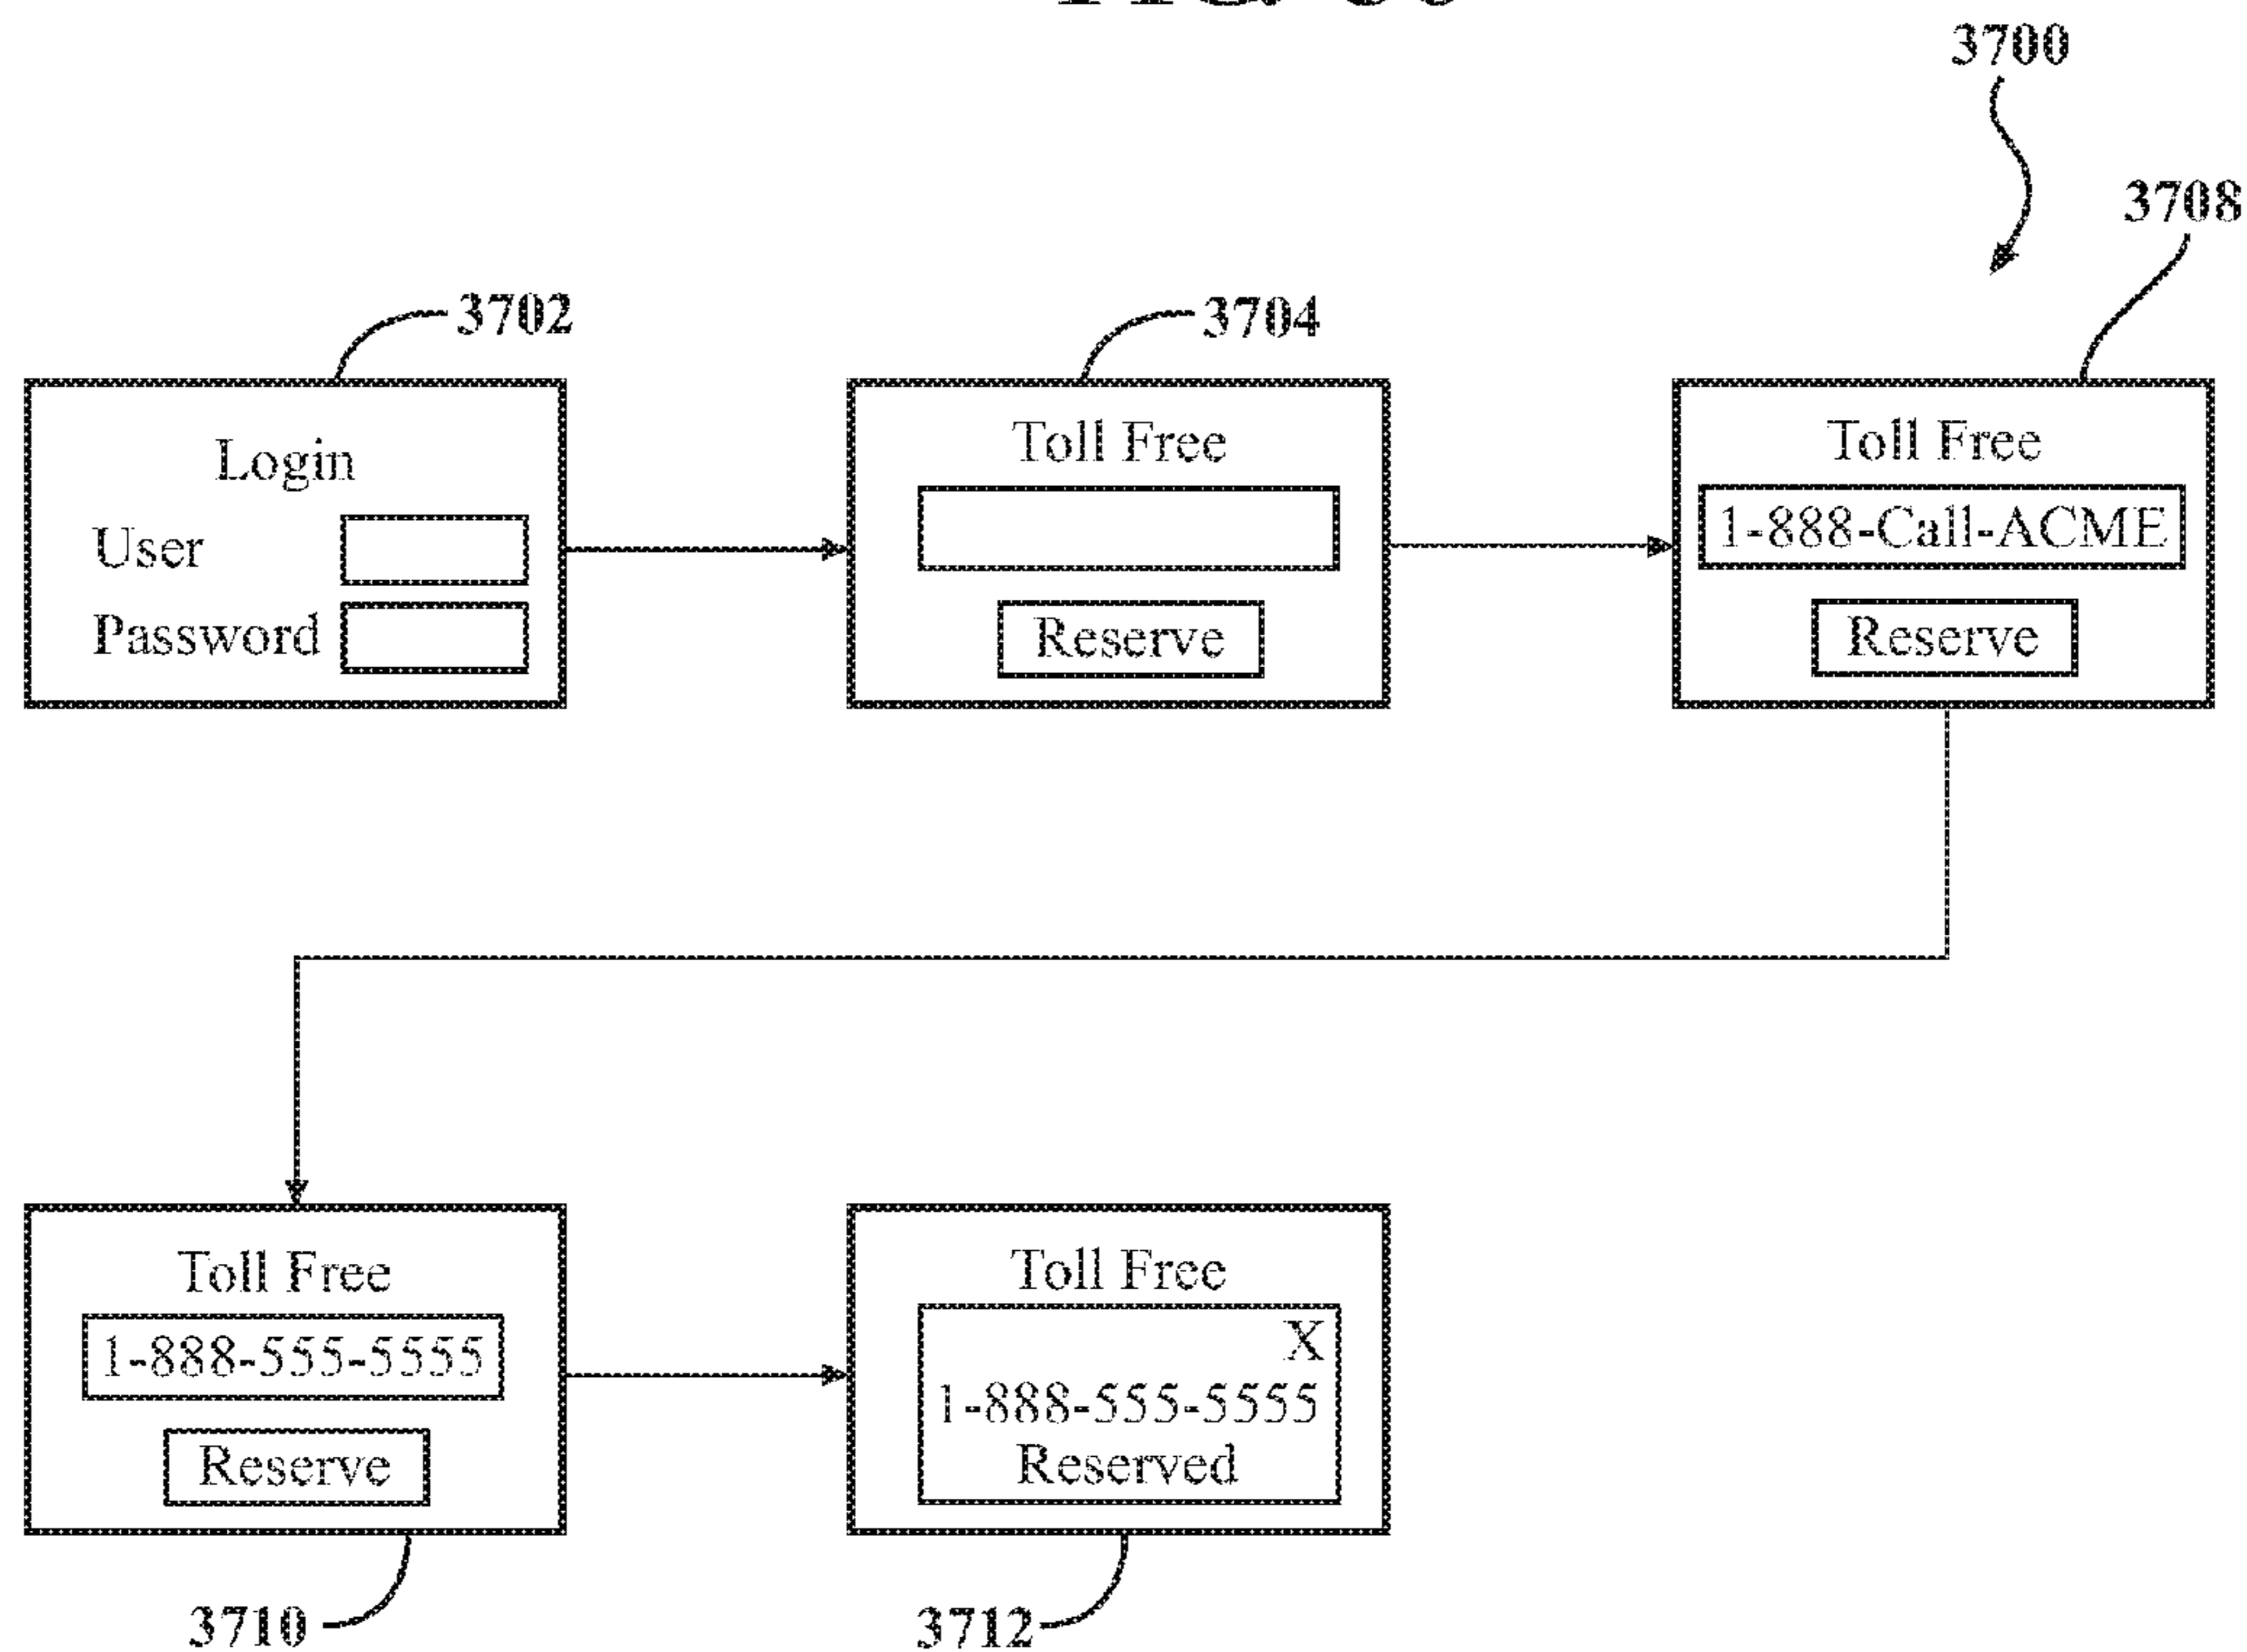 3700
3708
3702
3704
Login
User
Password
Toll Free
Reserve
Toll Free
1-888-Call-ACME
Reserve
Toll Free
1-888-555-5555
Reserve
Toll Free
X
1-888-555-5555
Reserved
3710
3712